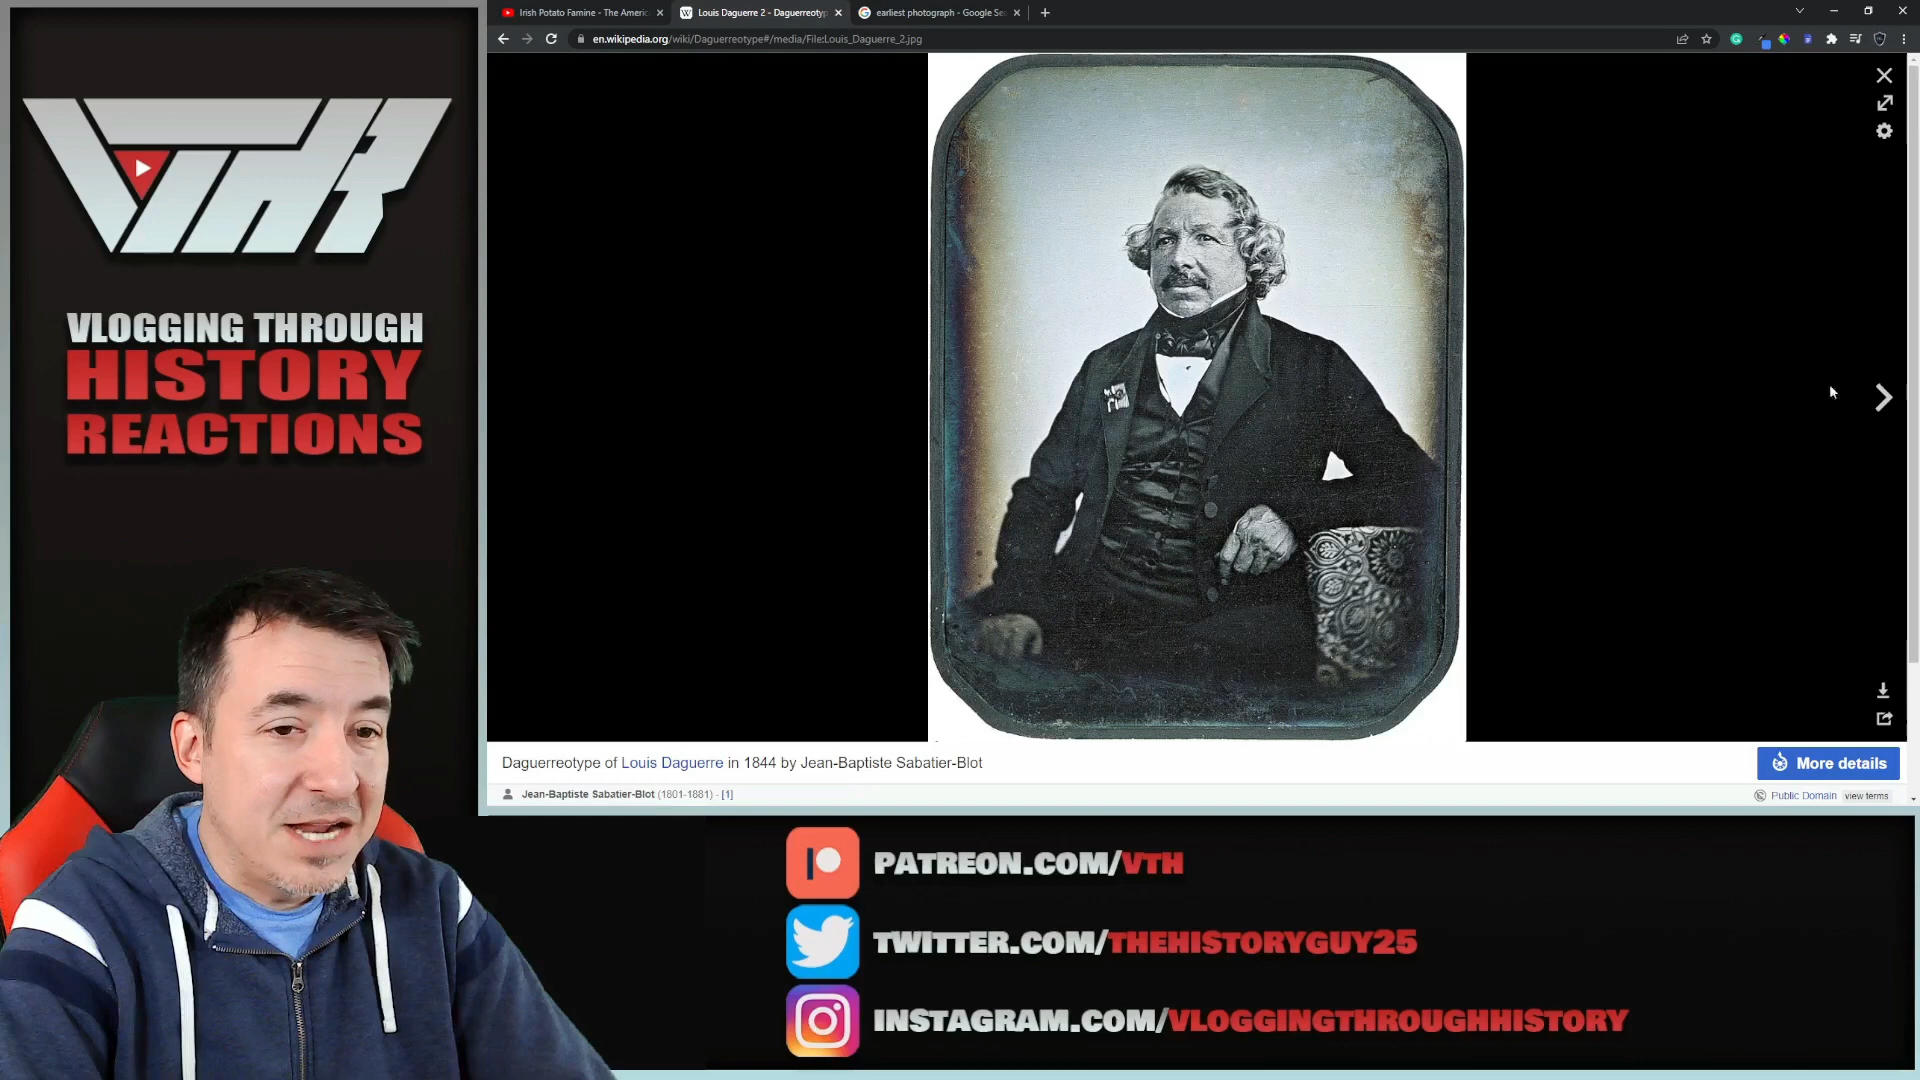 Irish Potato Famine - The Americ
Louis Daguerre 2 - Daguerreotyp
earliest photograph - Google Se
en.wikipedia.org/wiki/Daguerreotype#/media/File:Louis_Daguerre_2.jpg
VTHR
VLOGGING THROUGH
HISTORY
REACTIONS
Daguerreotype of Louis Daguerre in 1844 by Jean-Baptiste Sabatier-Blot
More details
Jean-Baptiste Sabatier-Blot (1801-1881) - [1]
Public Domain view terms
PATREON.COM/VTH
TWITTER.COM/THEHISTORYGUY25
INSTAGRAM.COM/VLOGGINGTHROUGHHISTORY